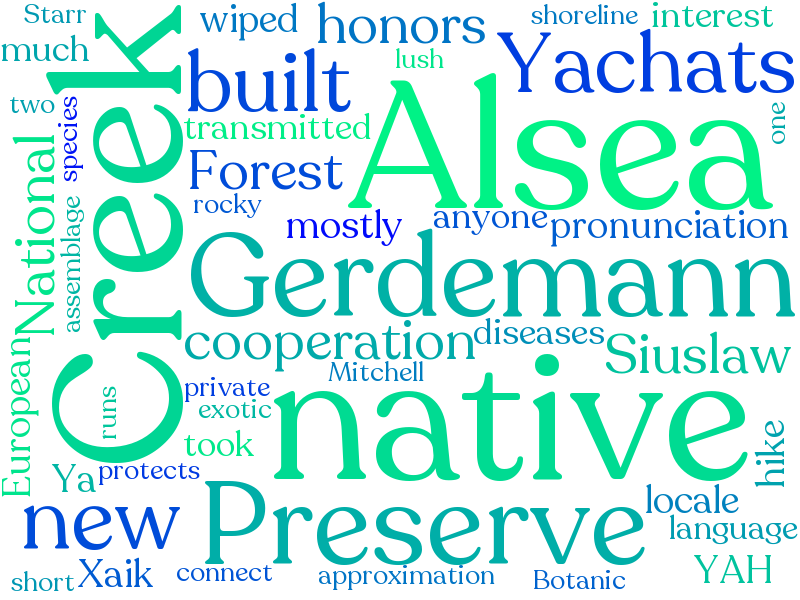 Starr
wiped
honors
shoreline
interest
much
lush
Yachats
built
two
species
Creek
transmitted
Alsea
one
National
Forest
rocky
assemblage
mostly
anyone
pronunciation
Gerdemann
cooperation
diseases
Siuslaw
European
Mitchell
private
exotic
runs
native
took
hike
Ya
protects
new
Preserve
locale
language
short
Xaik
connect
approximation
Botanic
YAH